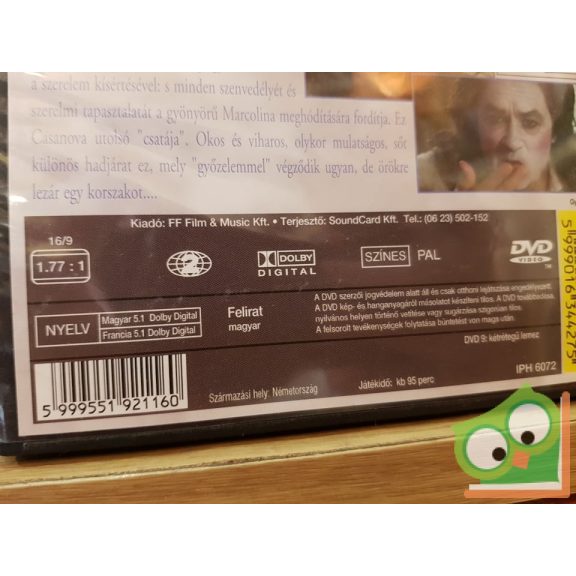 a szerelem kísértésével: s minden szenvedélyét és
szerelmi tapasztalatát a gyönyörű Marcolina meghódítására fordítja. Ez
Casanova utolsó "csatája". Okos és viharos, olykor mulatságos, sőt
különös hadjárat ez, mely "győzelemmel" végződik ugyan, de örökre
lezár egy korszakot....
Kiadó: FF Film & Music Kft. • Terjesztő: SoundCard Kft. Tel.: (06 23) 502-152
16/9
1.77 : 1
2
DOLBY
DIGITAL
SZÍNES PAL
DVD
VIDEO
TM
NYELV
Magyar 5.1 Dolby Digital
Francia 5.1 Dolby Digital
Felirat
magyar
A DVD szerzői jogvédelem alatt áll és csak otthoni lejátszása engedélyezett.
A DVD kép- és hanganyagáról másolatot készíteni tilos. A DVD továbbadása,
nyilvános helyen történő vetítése vagy sugárzása szigorúan tilos.
A felsorolt tevékenységek folytatása büntetést von maga után.
DVD 9: kétrétegű lemez
IPH 6072
Származási hely: Németország
Játékidő: kb 95 perc
5 999551 921160
5 999016 344275